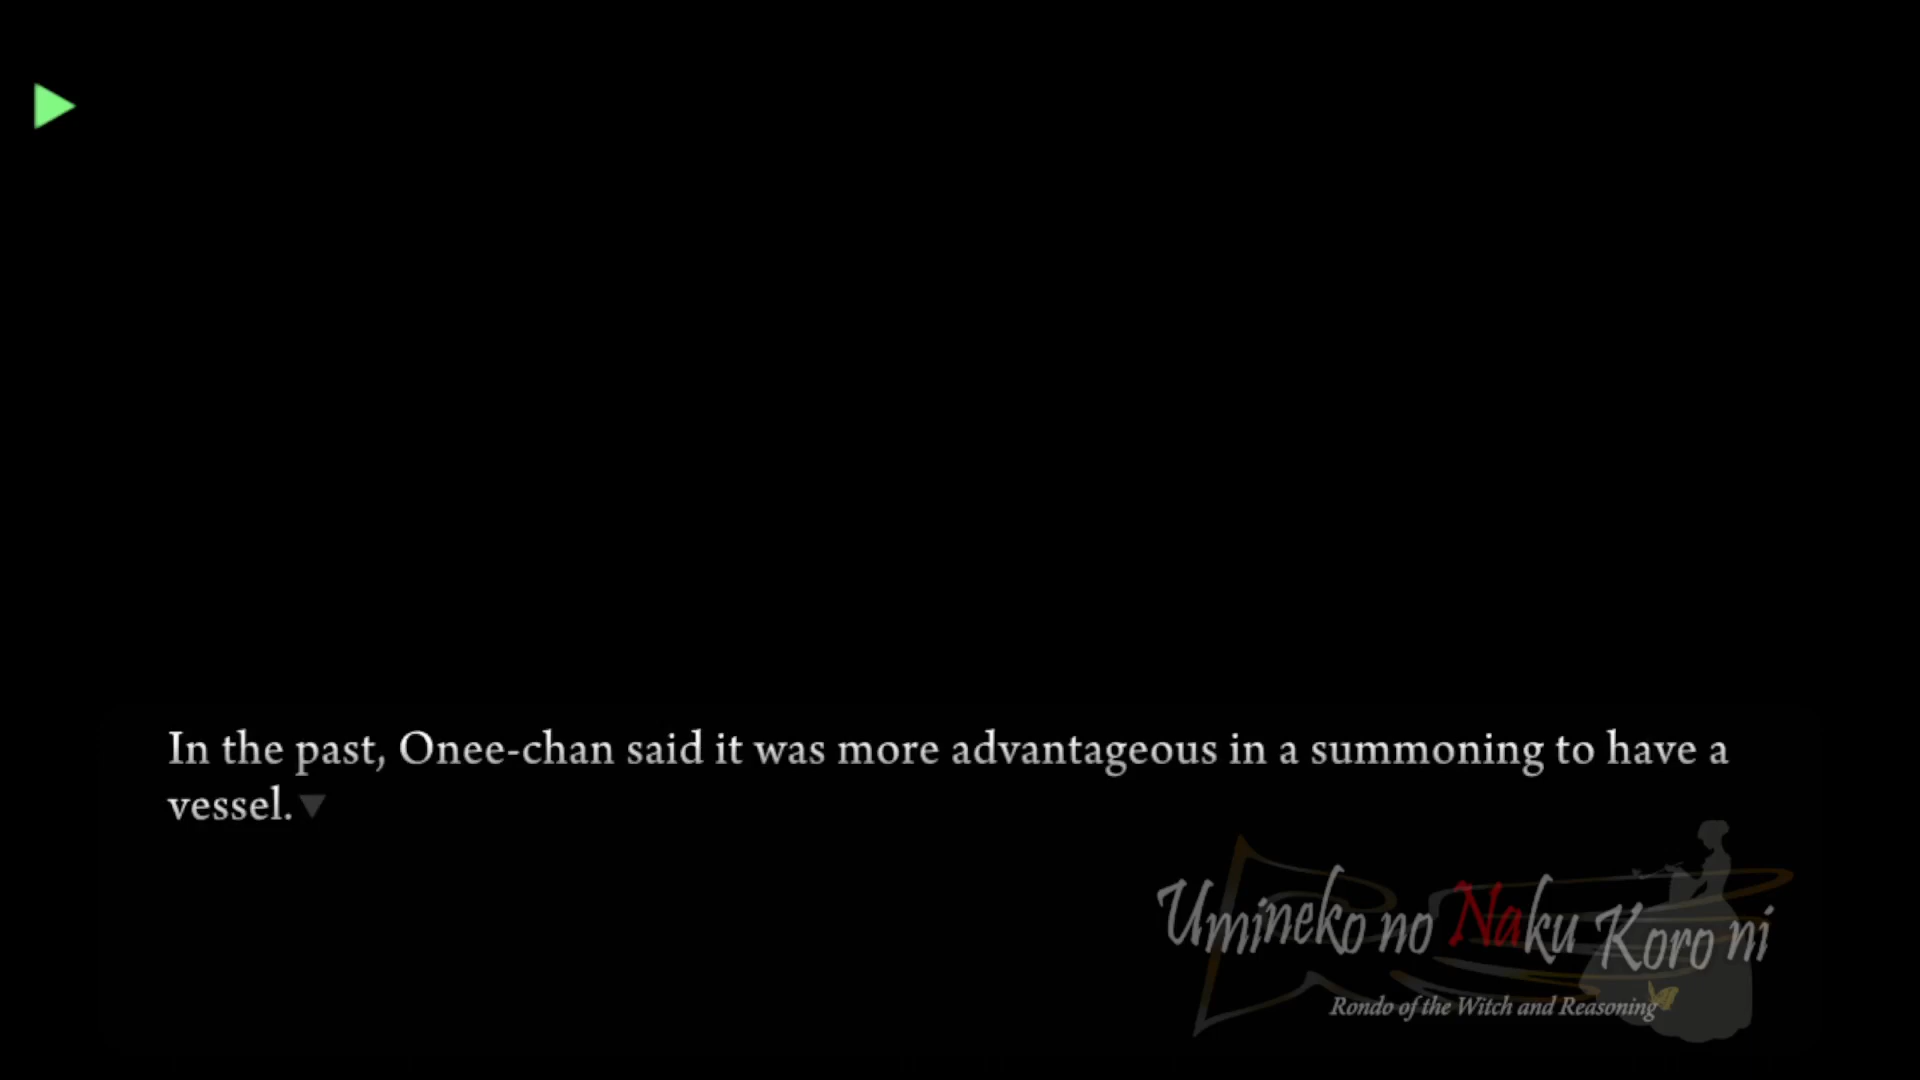 In the past, Onee-chan said it was more advantageous in a summoning to have a
vessel.
Umineko no Naku Koro ni
Rondo of the Witch and Reasoning